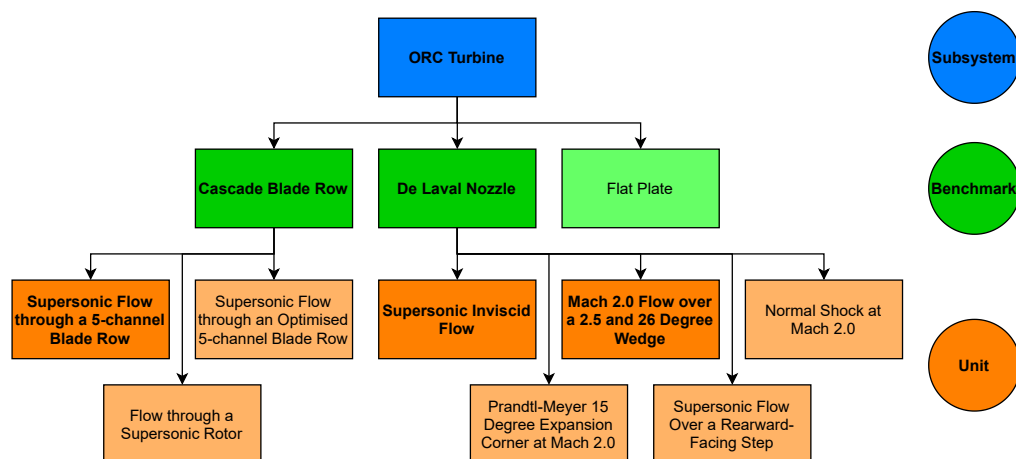 ORC Turbine
Subsystem
Cascade Blade Row
De Laval Nozzle
Flat Plate
Benchmark
Supersonic Flow
through a 5-channel
Blade Row
Supersonic Flow
through an Optimised
5-channel Blade Row
Supersonic Inviscid
Flow
Mach 2.0 Flow over
a 2.5 and 26 Degree
Wedge
Normal Shock at
Mach 2.0
Unit
Flow through a
Supersonic Rotor
Prandtl-Meyer 15
Degree Expansion
Corner at Mach 2.0
Supersonic Flow
Over a Rearward-
Facing Step